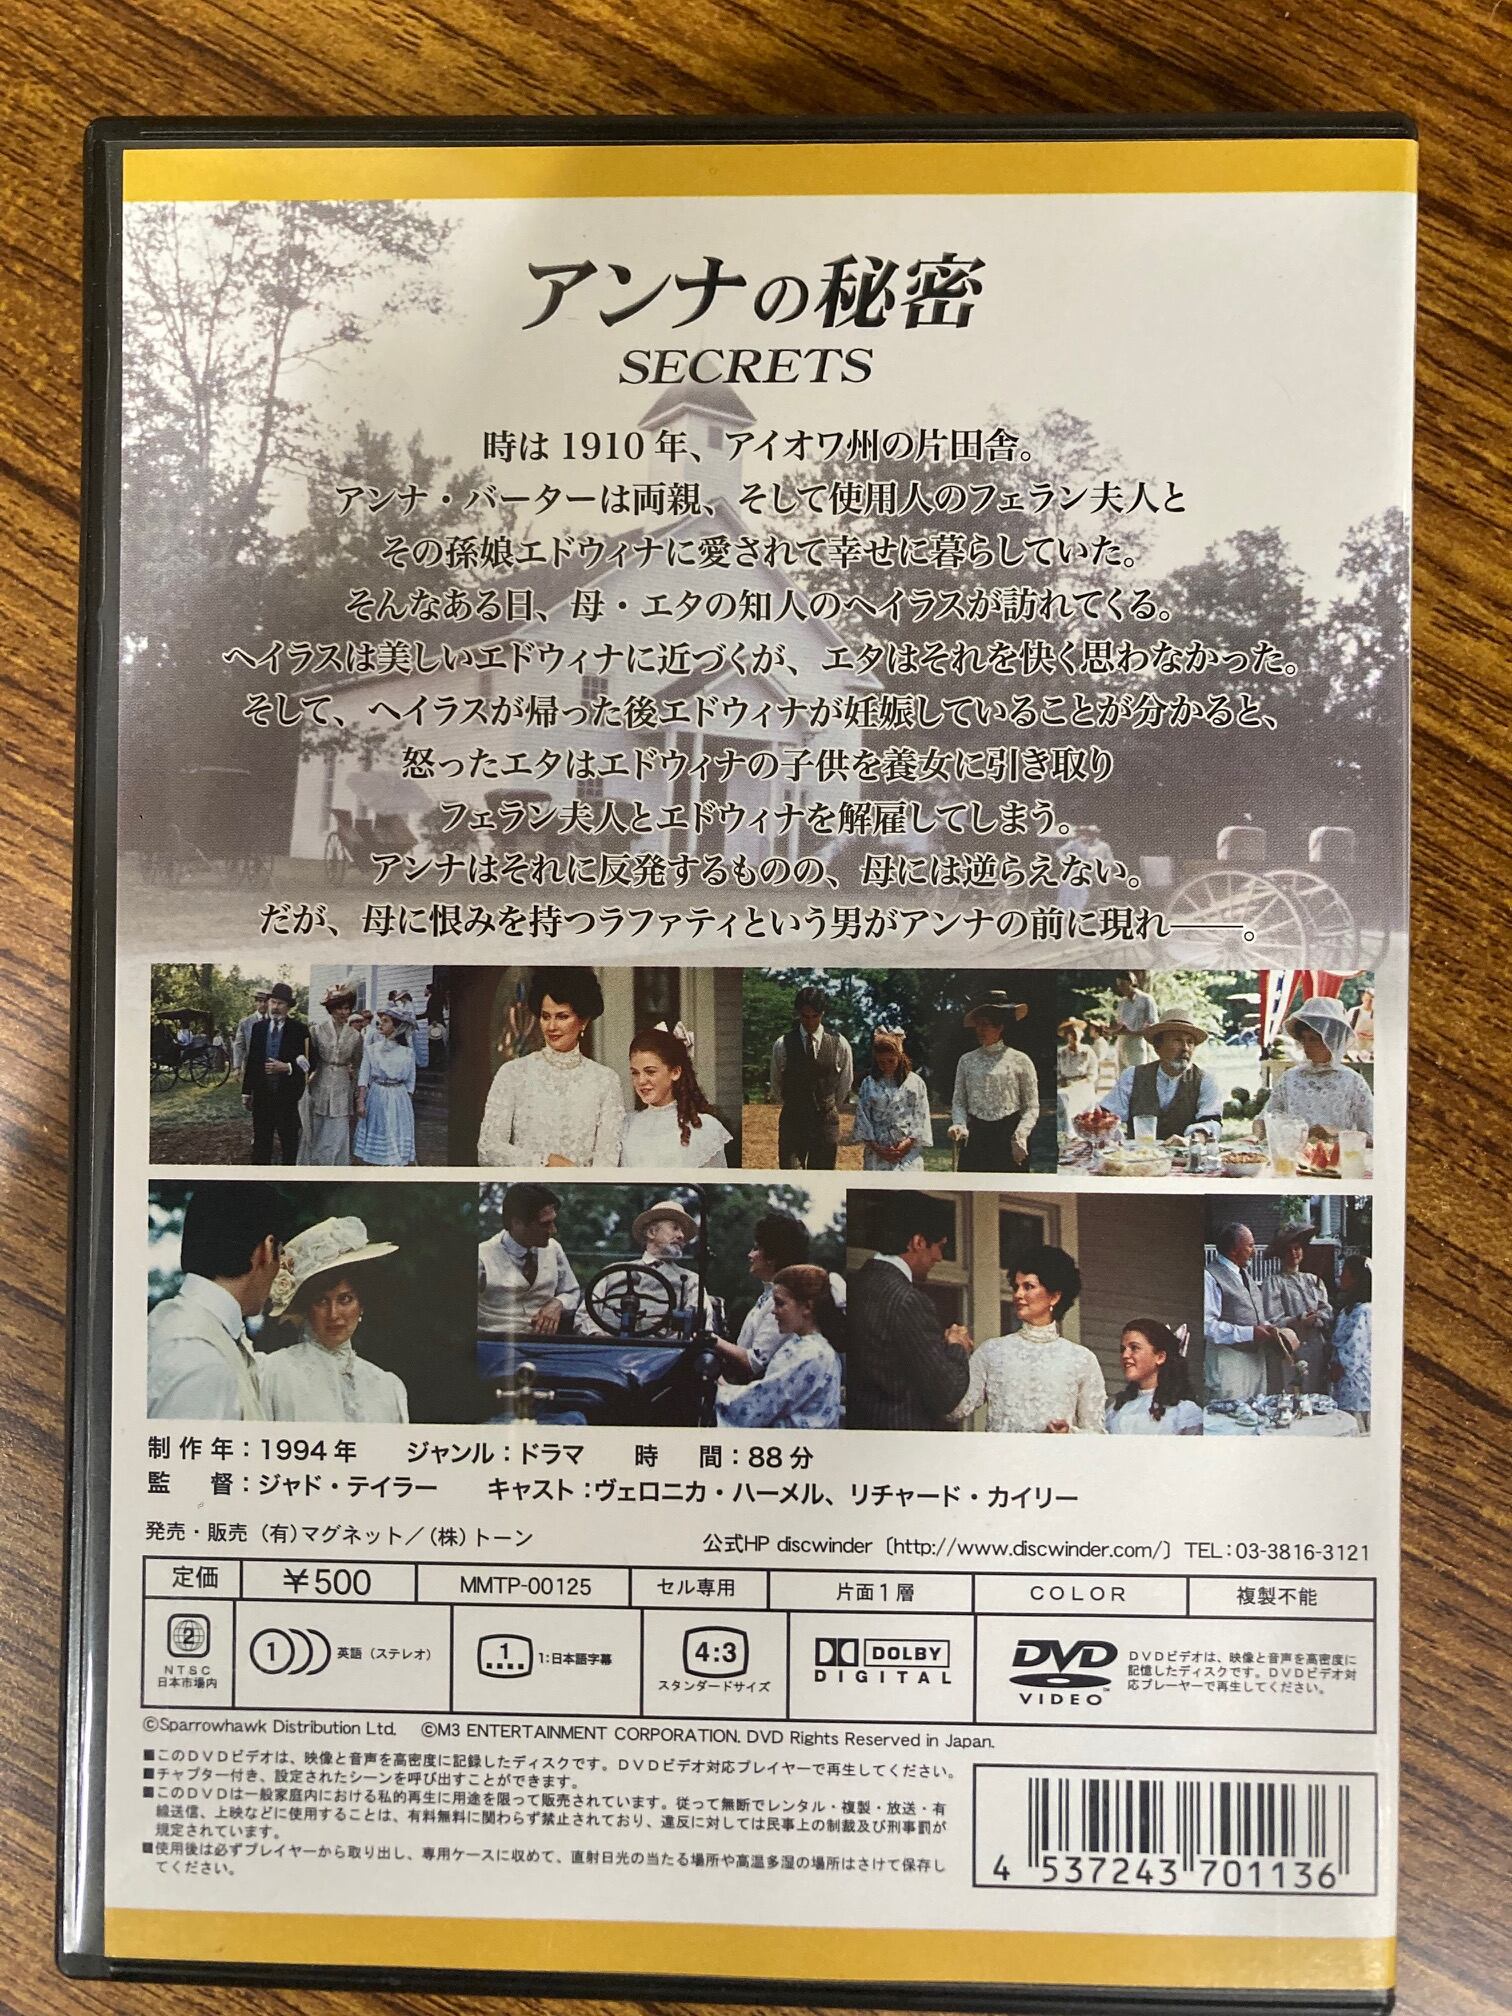 アンナの秘密
SECRETS
時は1910年、アイオワ州の片田舎。
アンナ・バーターは両親、そして使用人のフェラン夫人と
その孫娘エドウィナに愛されて幸せに暮らしていた。
そんなある日、母・エタの知人のヘイラスが訪れてくる。
ヘイラスは美しいエドウィナに近づくが、エタはそれを快く思わなかった。
そして、ヘイラスが帰った後エドウィナが妊娠していることが分かると、
怒ったエタはエドウィナの子供を養女に引き取り
フェラン夫人とエドウィナを解雇してしまう。
アンナはそれに反発するものの、母には逆らえない。
だが、母に恨みを持つラファティという男がアンナの前に現れ――。
制作年：1994年　ジャンル：ドラマ　時　間：88分
監　督：ジャド・テイラー　キャスト：ヴェロニカ・ハーメル、リチャード・カイリー
発売・販売（有）マグネット／（株）トーン　公式HP discwinder〔http://www.discwinder.com/〕TEL：03-3816-3121
定価　¥500　MMTP-00125　セル専用　片面1層　COLOR　複製不能
2
NTSC
日本市場内
1 英語（ステレオ）
1 1：日本語字幕
4:3
スタンダードサイズ
DOLBY
DIGITAL
DVD
VIDEO
TM
DVDビデオは、映像と音声を高密度に
記憶したディスクです。DVDビデオ対
応プレーヤーで再生してください。
©Sparrowhawk Distribution Ltd.　©M3 ENTERTAINMENT CORPORATION. DVD Rights Reserved in Japan.
■このDVDビデオは、映像と音声を高密度に記録したディスクです。DVDビデオ対応プレイヤーで再生してください。
■チャプター付き、設定されたシーンを呼び出すことができます。
■このDVDは一般家庭内における私的再生に用途を限って販売されています。従って無断でレンタル・複製・放送・有
線送信、上映などに使用することは、有料無料に関わらず禁止されており、違反に対しては民事上の制裁及び刑事罰が
規定されています。
■使用後は必ずプレイヤーから取り出し、専用ケースに収めて、直射日光の当たる場所や高温多湿の場所はさけて保存し
てください。
4 537243 701136